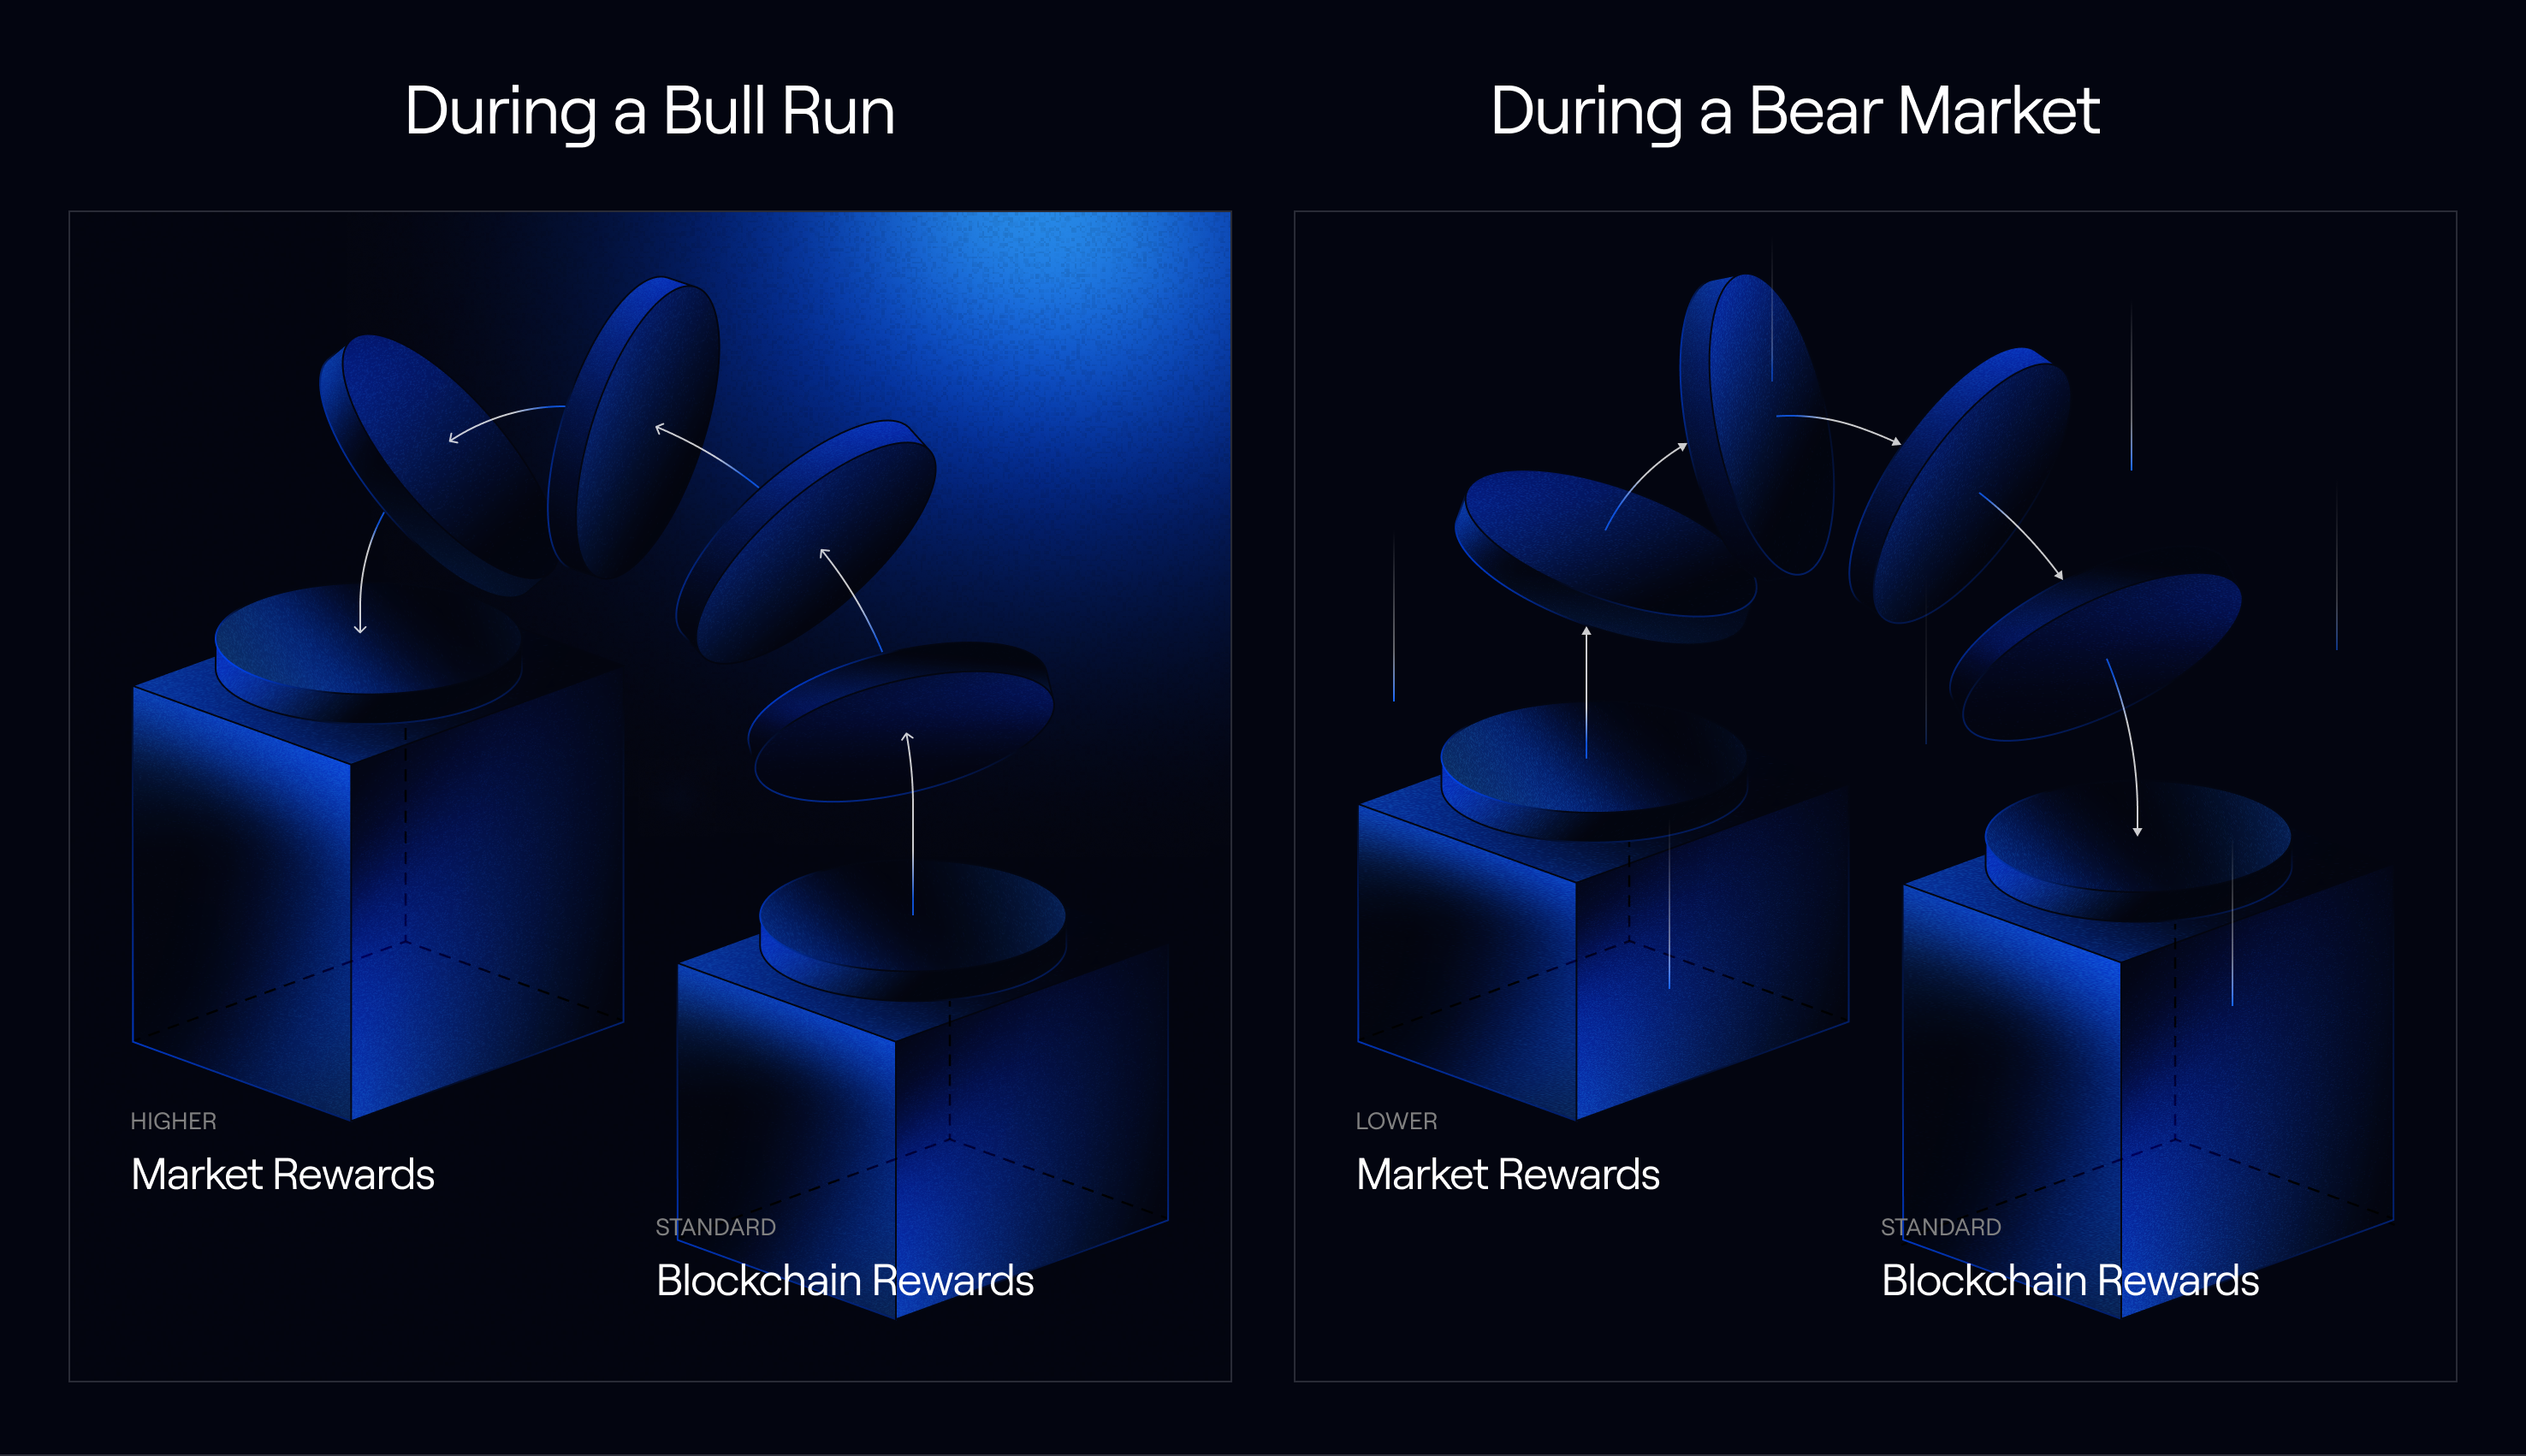 During a Bull Run
HIGHER
Market Rewards
STANDARD
Blockchain Rewards
During a Bear Market
LOWER
Market Rewards
STANDARD
Blockchain Rewards